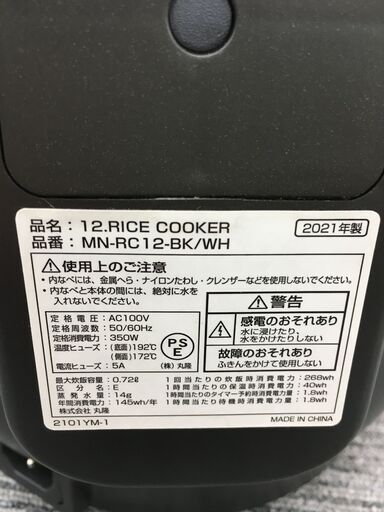 品名：12.RICE COOKER
2021年製
品番：MN-RC12-BK/WH
⚠使用上のご注意
・内なべには、金属へら・ナイロンたわし・クレンザーなどを使用しないでください。
・内なべと本体の間には、絶対に水を入れないでください。
定格電圧：AC100V
定格周波数：50/60Hz
定格消費電力：350W
温度ヒューズ：(底面) 192℃
(側面) 172℃
電流ヒューズ：5A
PSE
(株) 丸隆
⚠警告
感電のおそれあり
水に浸けたり、
水をかけたりしない
故障のおそれあり
ふきんをかけて使用しない
最大炊飯容量：0.72ℓ
区分：E
蒸発水量：14g
年間消費電力量：145wh/年
株式会社 丸隆
1回当たりの炊飯時消費電力量：268wh
1時間当たりの保温時消費電力量：40wh
1時間当たりのタイマー予約時消費電力量：1.8wh
1時間当たり待機時消費電力量：1.8wh
2101YM-1
MADE IN CHINA